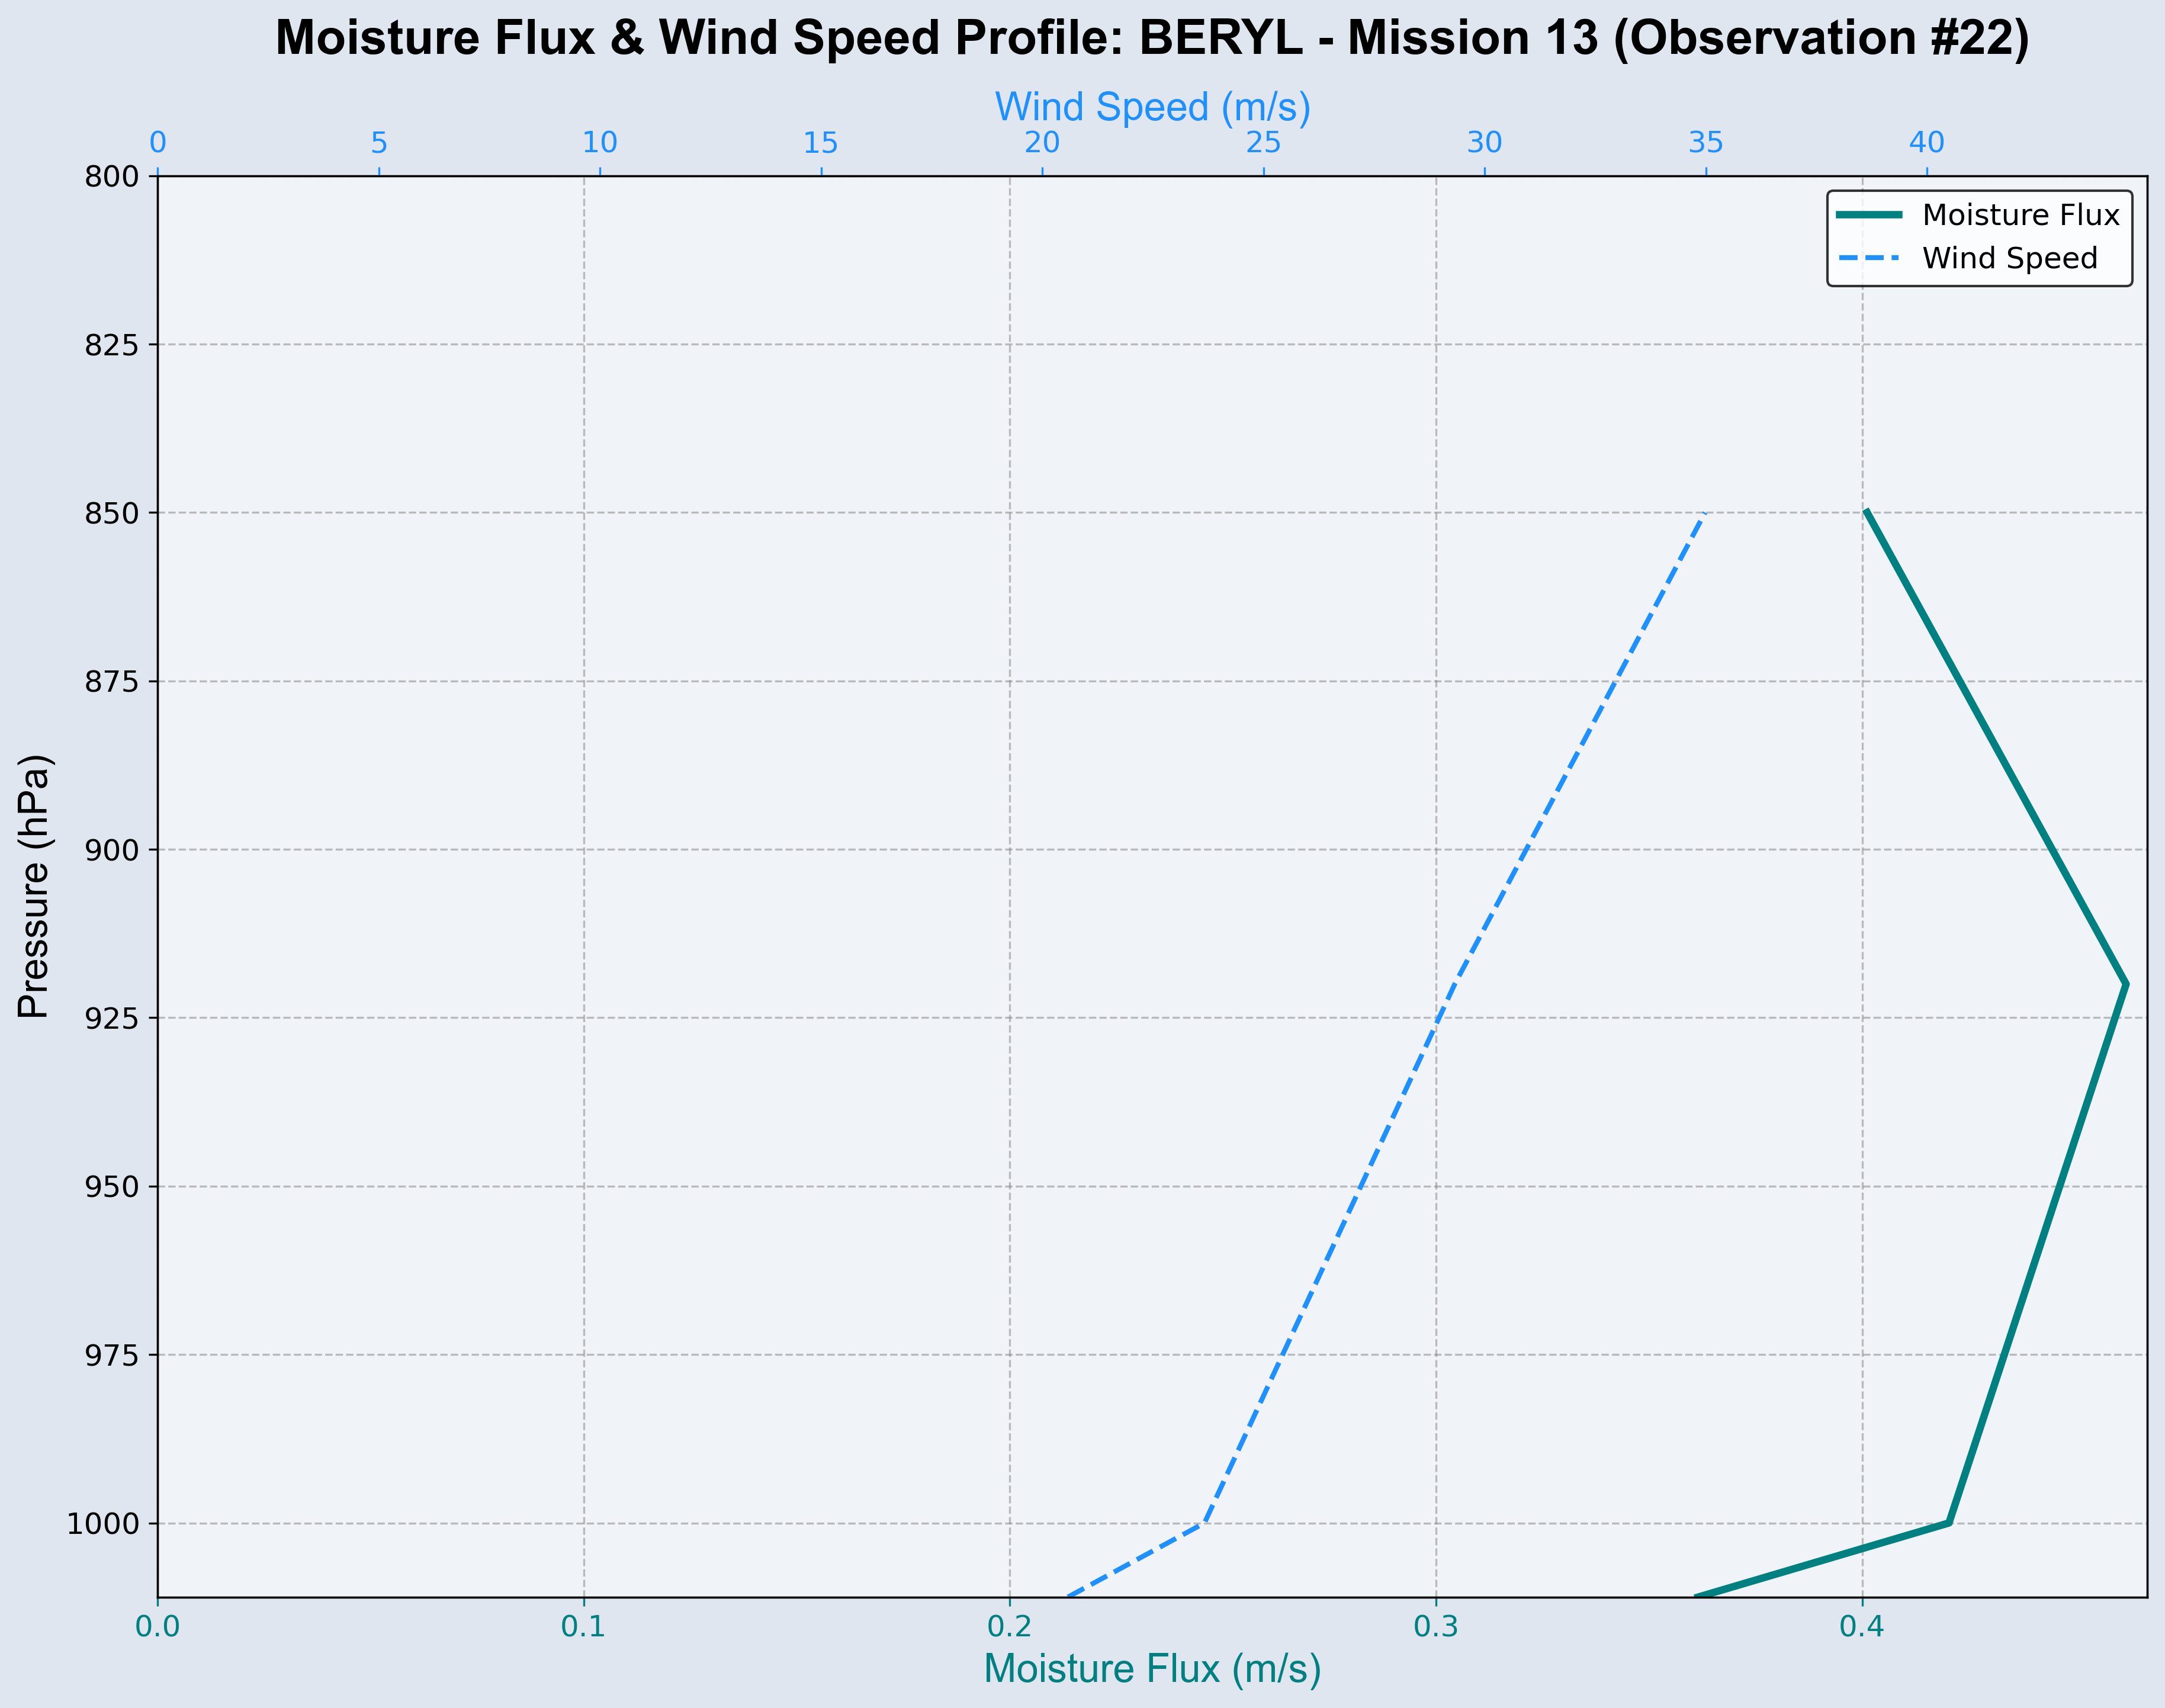 Moisture Flux & Wind Speed Profile: BERYL - Mission 13 (Observation #22)
Wind Speed (m/s)
0 5 10 15 20 25 30 35 40
Moisture Flux
Wind Speed
Pressure (hPa)
800
825
850
875
900
925
950
975
1000
0.0 0.1 0.2 0.3 0.4
Moisture Flux (m/s)